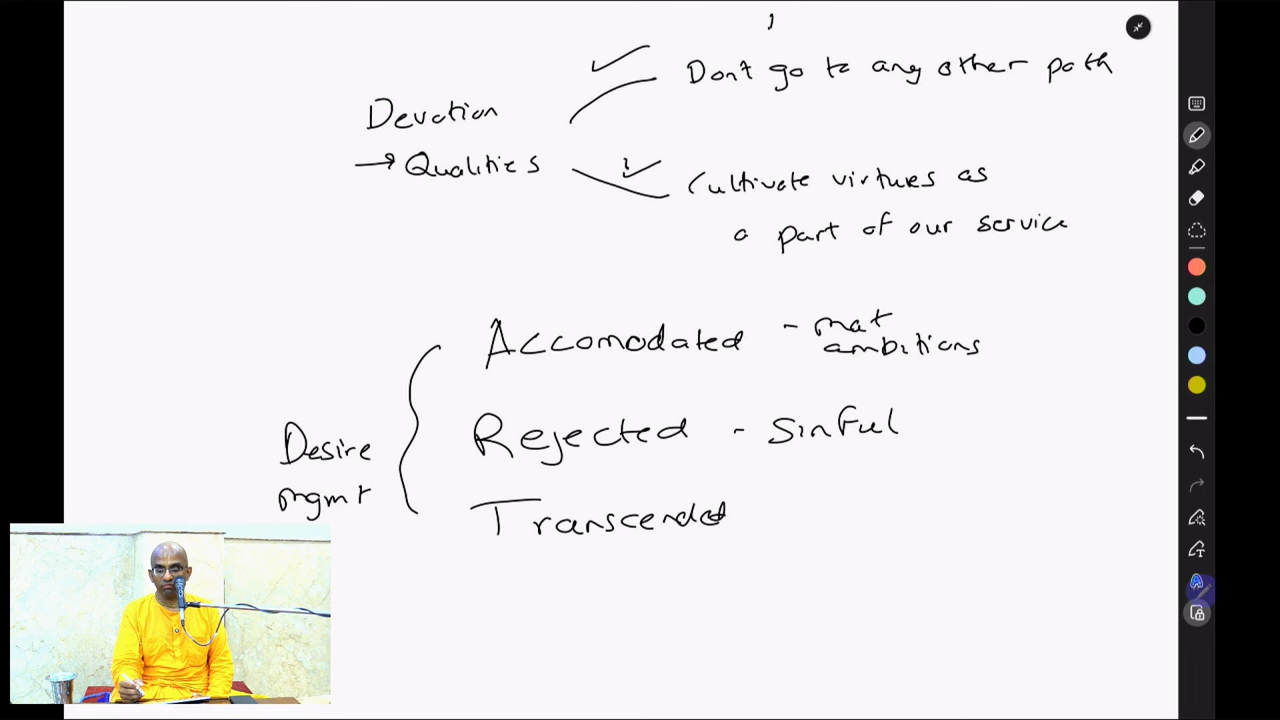 Don't go to any other path
Devotion
→ Qualities
Cultivate virtues as
a part of our service
Accomodated - mat
ambitions
Rejected - sinful
Desire
mgmt
Transcended